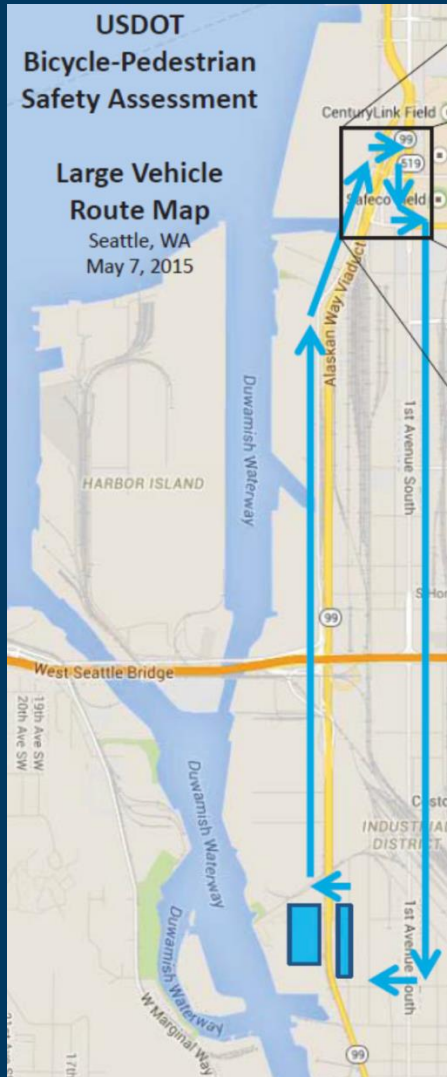 USDOT
Bicycle-Pedestrian
Safety Assessment
Large Vehicle
Route Map
Seattle, WA
May 7, 2015
CenturyLink Field
99
519
Safeco Field
Alaskan Way Viaduct
Duwamish Waterway
1st Avenue South
HARBOR ISLAND
99
West Seattle Bridge
19th Ave SW
20th Ave SW
Duwamish Waterway
INDUSTRIAL
DISTRICT
Duwamish Waterway
1st Avenue South
W Marginal Way
99
17th